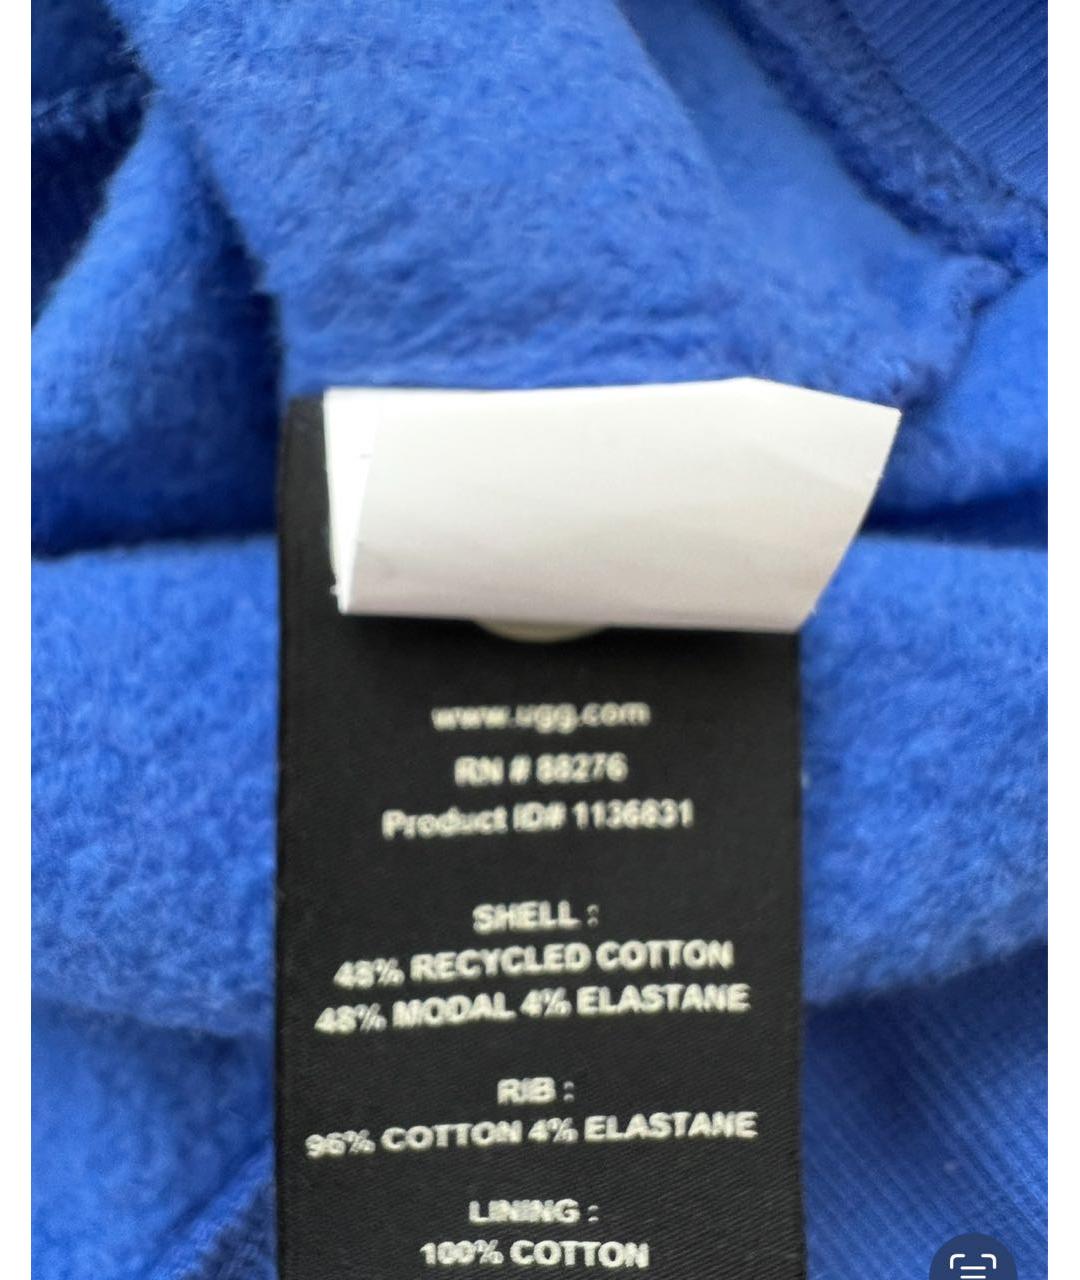 www.ugg.com
RN # 88276
Product ID# 1136831
SHELL :
48% RECYCLED COTTON
48% MODAL 4% ELASTANE
RIB :
96% COTTON 4% ELASTANE
LINING :
100% COTTON